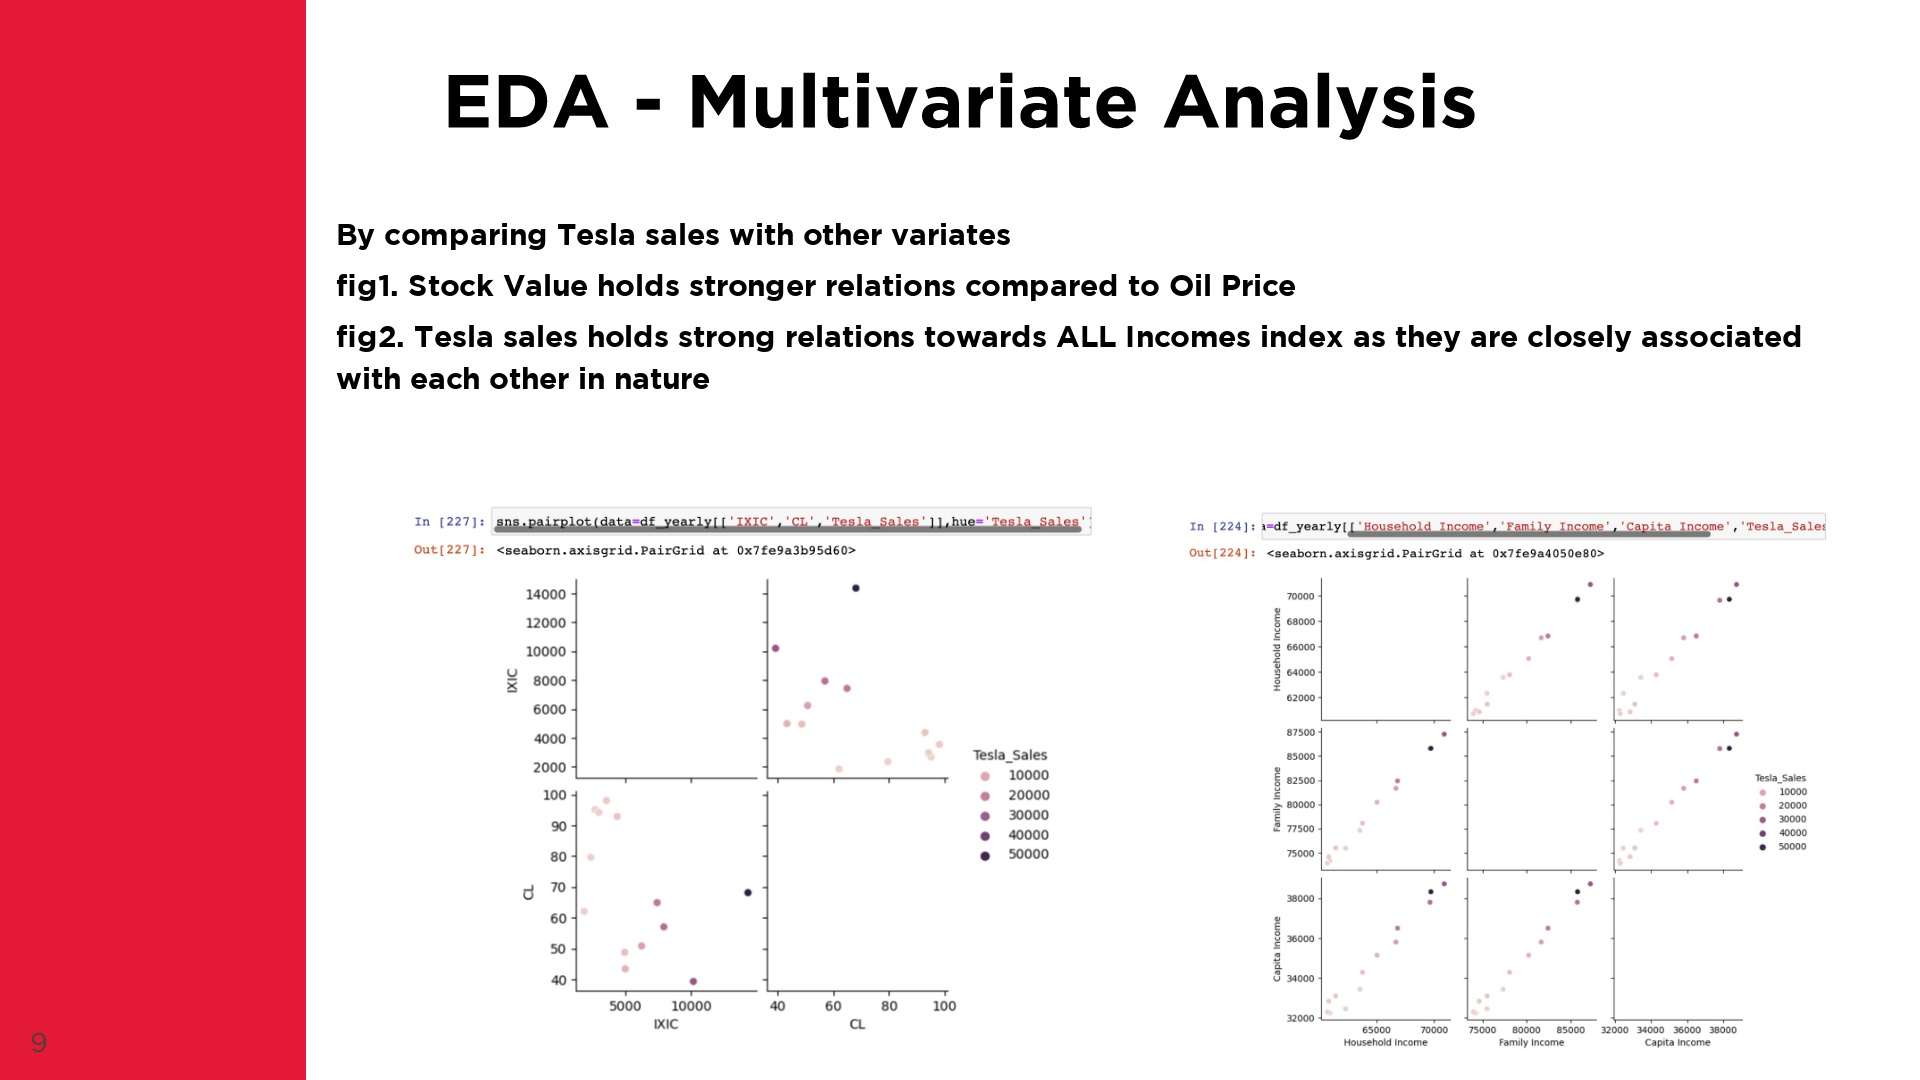 EDA - Multivariate Analysis
By comparing Tesla sales with other variates
fig1. Stock Value holds stronger relations compared to Oil Price
fig2. Tesla sales holds strong relations towards ALL Incomes index as they are closely associated
with each other in nature
In [227]: sns.pairplot(data=df_yearly[['IXIC','CL','Tesla_Sales']],hue='Tesla_Sales'
Out[227]: <seaborn.axisgrid.PairGrid at 0x7fe9a3b95d60>
14000
12000
10000
8000
6000
4000
2000
IXIC
100
90
80
70
60
50
40
CL
5000 10000
IXIC
40 60 80 100
CL
Tesla_Sales
10000
20000
30000
40000
50000
In [224]: a=df_yearly[['Household Income','Family Income','Capita Income','Tesla_Sales
Out[224]: <seaborn.axisgrid.PairGrid at 0x7fe9a4050e80>
70000
68000
66000
64000
62000
Household Income
87500
85000
82500
80000
77500
75000
Family Income
38000
36000
34000
32000
Capita Income
65000 70000
Household Income
75000 80000 85000
Family Income
32000 34000 36000 38000
Capita Income
Tesla_Sales
10000
20000
30000
40000
50000
9